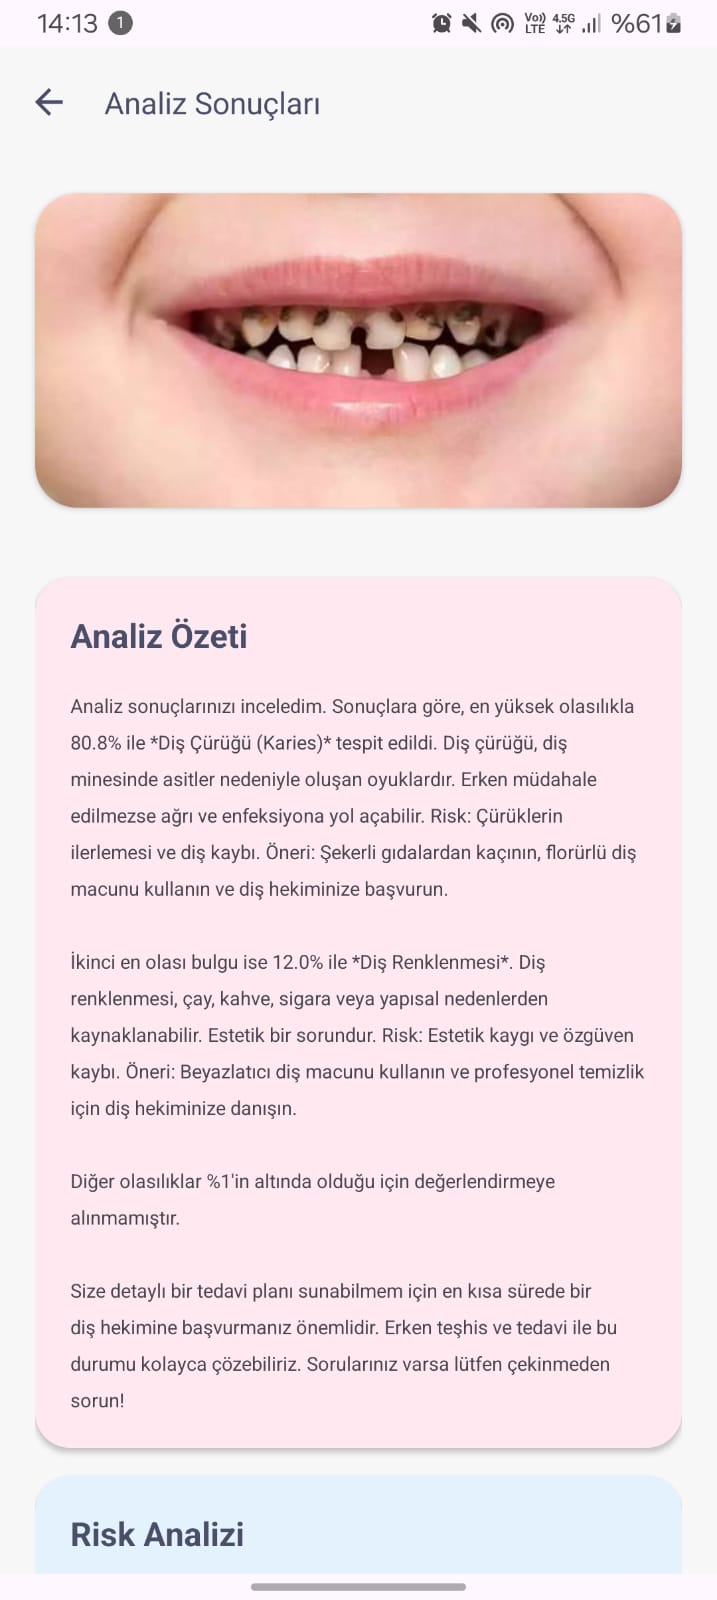 14:13 1 Vo)) LTE 4.5G %61
Analiz Sonuçları
Analiz Özeti
Analiz sonuçlarınızı inceledim. Sonuçlara göre, en yüksek olasılıkla
80.8% ile *Diş Çürüğü (Karies)* tespit edildi. Diş çürüğü, diş
minesinde asitler nedeniyle oluşan oyuklardır. Erken müdahale
edilmezse ağrı ve enfeksiyona yol açabilir. Risk: Çürüklerin
ilerlemesi ve diş kaybı. Öneri: Şekerli gıdalardan kaçının, florürlü diş
macunu kullanın ve diş hekiminize başvurun.
İkinci en olası bulgu ise 12.0% ile *Diş Renklenmesi*. Diş
renklenmesi, çay, kahve, sigara veya yapısal nedenlerden
kaynaklanabilir. Estetik bir sorundur. Risk: Estetik kaygı ve özgüven
kaybı. Öneri: Beyazlatıcı diş macunu kullanın ve profesyonel temizlik
için diş hekiminize danışın.
Diğer olasılıklar %1'in altında olduğu için değerlendirmeye
alınmamıştır.
Size detaylı bir tedavi planı sunabilmem için en kısa sürede bir
diş hekimine başvurmanız önemlidir. Erken teşhis ve tedavi ile bu
durumu kolayca çözebiliriz. Sorularınız varsa lütfen çekinmeden
sorun!
Risk Analizi